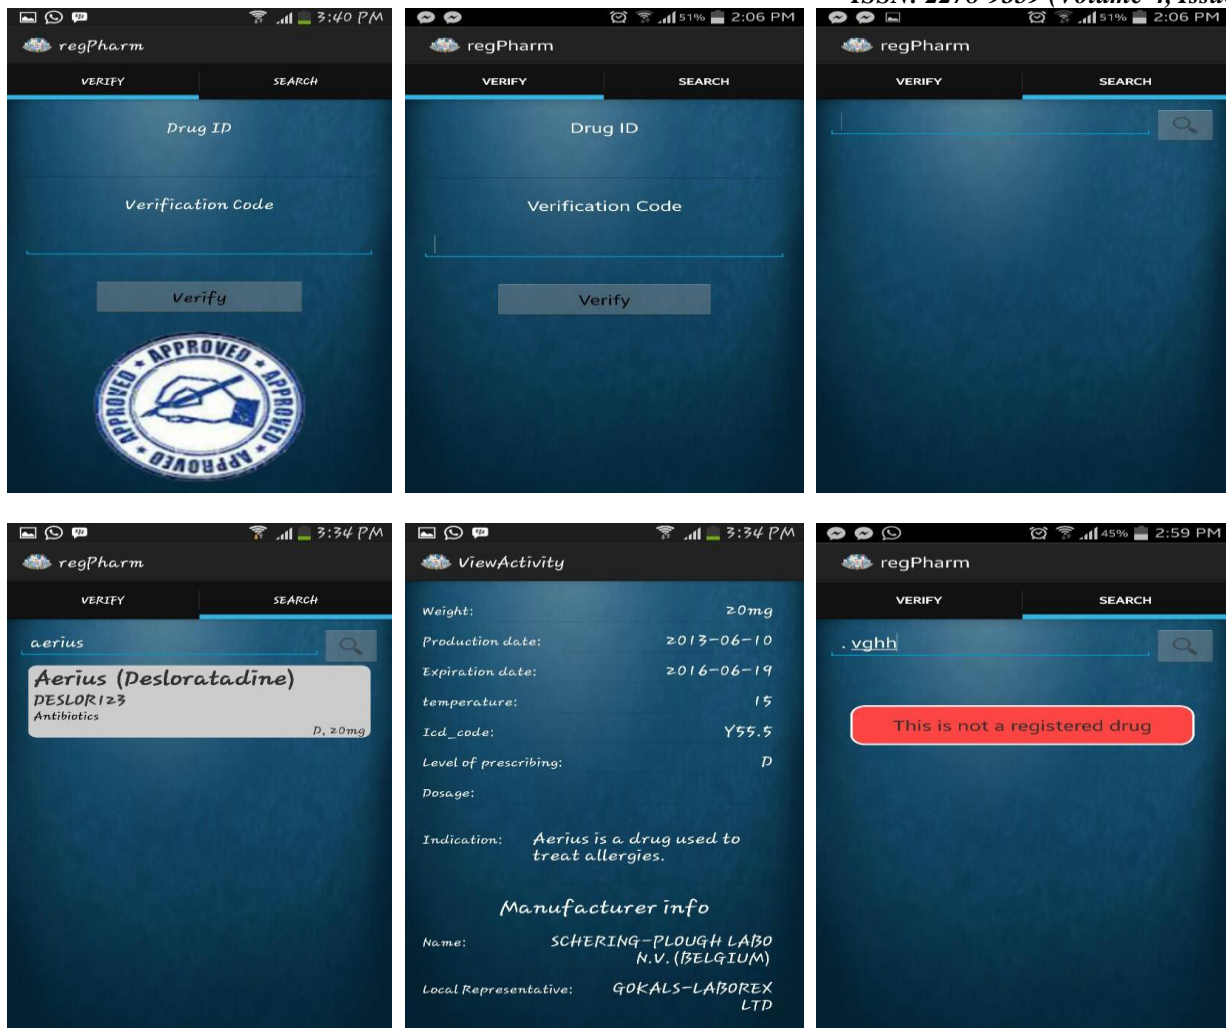 ISSN: 2278-9359 (Volume-4, Issue
3:40 PM
regPharm
VERIFY SEARCH
Drug ID
Verification Code
Verify
APPROVED APPROVED APPROVED APPROVED
51% 2:06 PM
regPharm
VERIFY SEARCH
Drug ID
Verification Code
Verify
51% 2:06 PM
regPharm
VERIFY SEARCH
3:34 PM
regPharm
VERIFY SEARCH
aerius
Aerius (Desloratadine)
DESLOR123
Antibiotics
D, 20mg
3:34 PM
ViewActivity
Weight: 20mg
Production date: 2013-06-10
Expiration date: 2016-06-19
temperature: 15
Icd_code: Y55.5
Level of prescribing: D
Dosage:
Indication: Aerius is a drug used to
treat allergies.
Manufacturer info
Name: SCHERING-PLOUGH LABO
N.V. (BELGIUM)
Local Representative: GOKALS-LABOREX
LTD
45% 2:59 PM
regPharm
VERIFY SEARCH
. vghh
This is not a registered drug